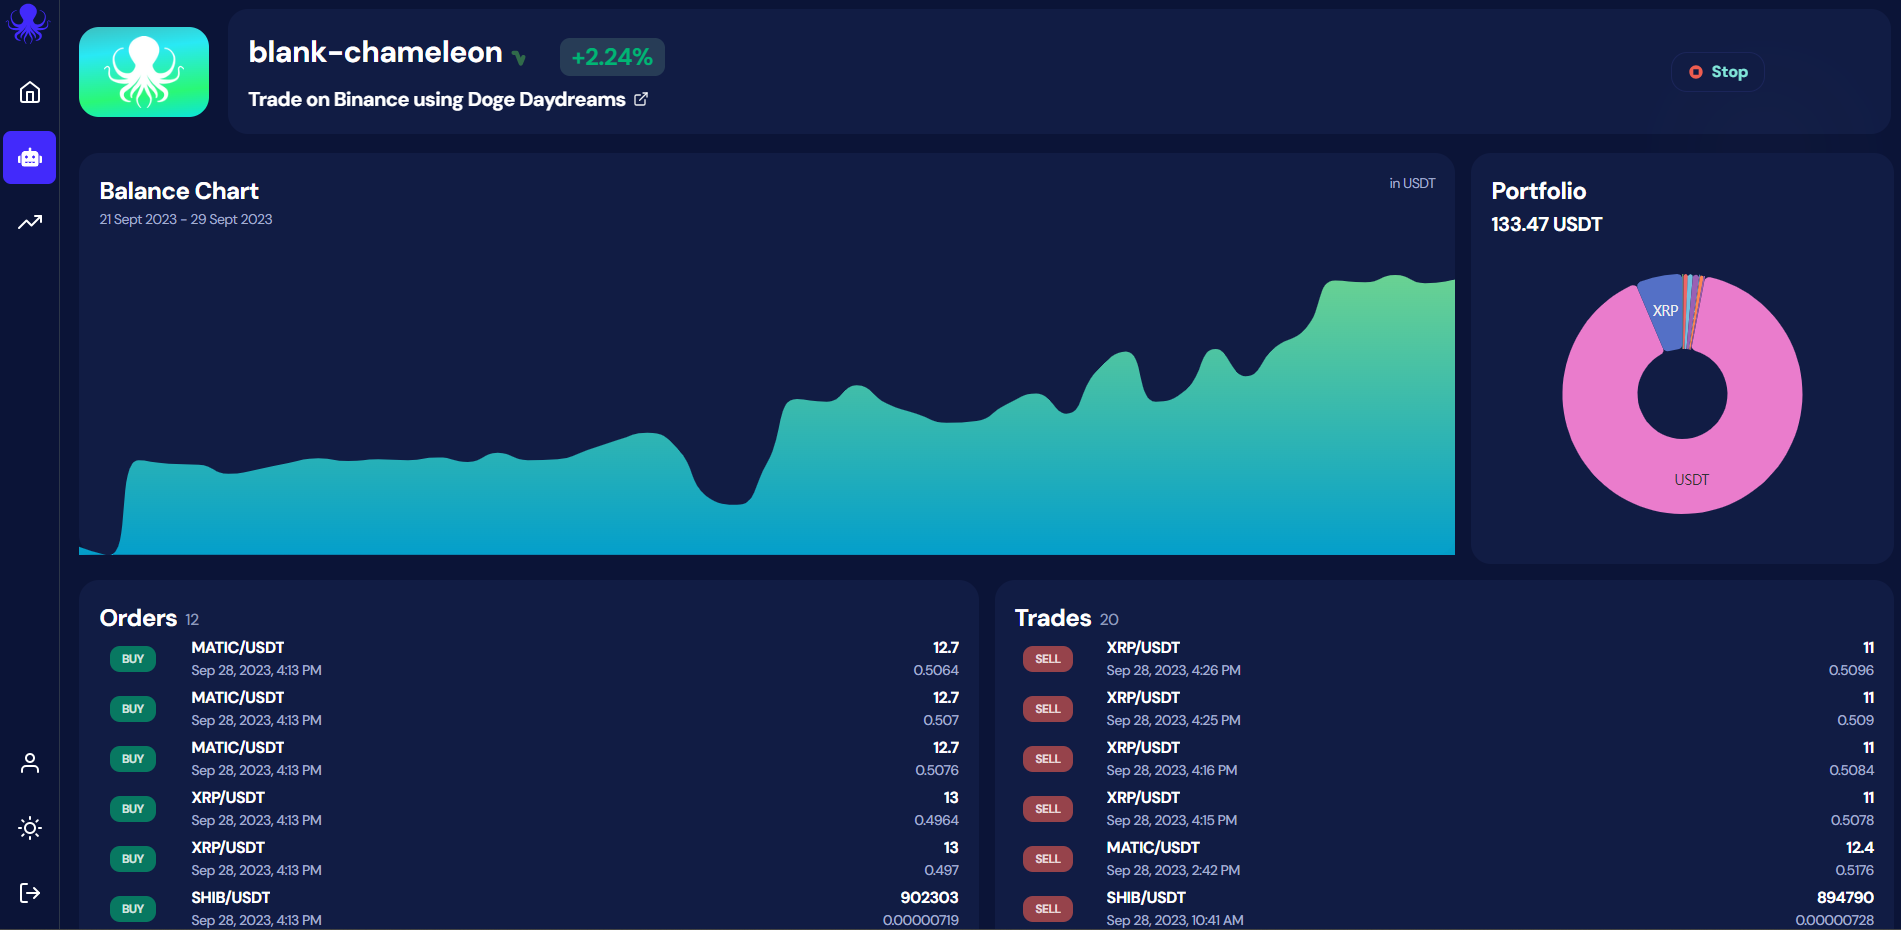 blank-chameleon
+2.24%
Trade on Binance using Doge Daydreams
Stop
Balance Chart
in USDT
21 Sept 2023 - 29 Sept 2023
Portfolio
133.47 USDT
XRP
USDT
Orders 12
BUY
MATIC/USDT
12.7
Sep 28, 2023, 4:13 PM
0.5064
BUY
MATIC/USDT
12.7
Sep 28, 2023, 4:13 PM
0.507
BUY
MATIC/USDT
12.7
Sep 28, 2023, 4:13 PM
0.5076
BUY
XRP/USDT
13
Sep 28, 2023, 4:13 PM
0.4964
BUY
XRP/USDT
13
Sep 28, 2023, 4:13 PM
0.497
BUY
SHIB/USDT
902303
Sep 28, 2023, 4:13 PM
0.00000719
Trades 20
SELL
XRP/USDT
11
Sep 28, 2023, 4:26 PM
0.5096
SELL
XRP/USDT
11
Sep 28, 2023, 4:25 PM
0.509
SELL
XRP/USDT
11
Sep 28, 2023, 4:16 PM
0.5084
SELL
XRP/USDT
11
Sep 28, 2023, 4:15 PM
0.5078
SELL
MATIC/USDT
12.4
Sep 28, 2023, 2:42 PM
0.5176
SELL
SHIB/USDT
894790
Sep 28, 2023, 10:41 AM
0.00000728